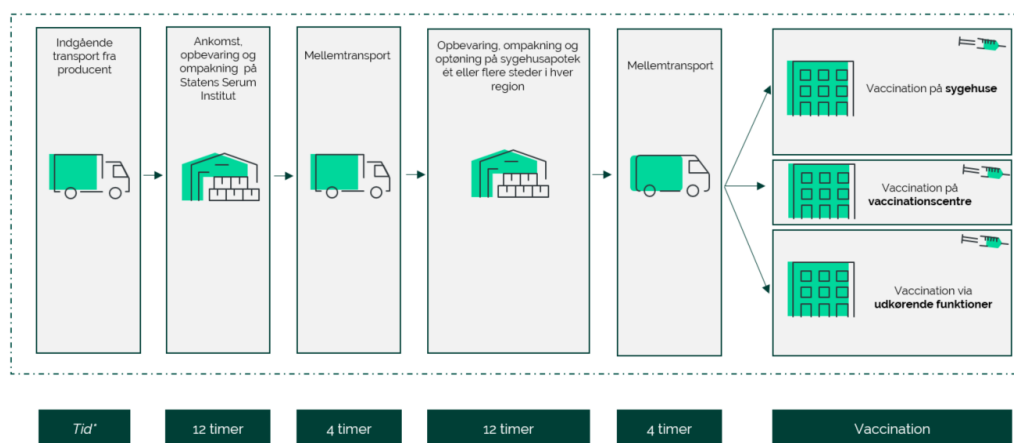 Indgående
transport fra
producent
Ankomst,
opbevaring og
ompakning på
Statens Serum
Institut
Mellemtransport
Opbevaring, ompakning og
optøning på sygehusapotek
ét eller flere steder i hver
region
Mellemtransport
Vaccination på sygehuse
Vaccination på
vaccinationscentre
Vaccination via
udkørende funktioner
Tid*
12 timer
4 timer
12 timer
4 timer
Vaccination